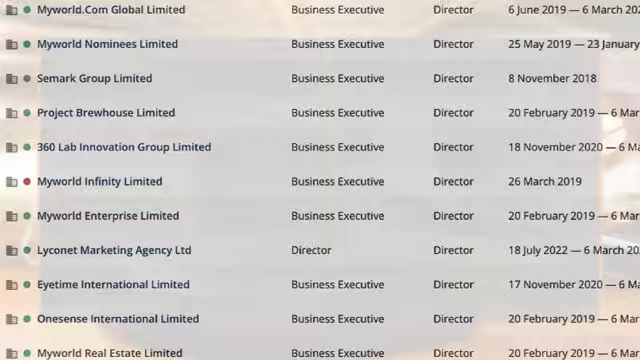 Myworld.Com Global Limited Business Executive Director 6 June 2019 — 6 March 202
Myworld Nominees Limited Business Executive Director 25 May 2019 — 23 January
Semark Group Limited Business Executive Director 8 November 2018
Project Brewhouse Limited Business Executive Director 20 February 2019 — 6 Mar
360 Lab Innovation Group Limited Business Executive Director 18 November 2020 — 6 Ma
Myworld Infinity Limited Business Executive Director 26 March 2019
Myworld Enterprise Limited Business Executive Director 20 February 2019 — 6 Mar
Lyconet Marketing Agency Ltd Director Director 18 July 2022 — 6 March 20
Eyetime International Limited Business Executive Director 17 November 2020 — 6 Ma
Onesense International Limited Business Executive Director 20 February 2019 — 6 Mar
Myworld Real Estate Limited Business Executive Director 20 February 2019 — 6 Mar